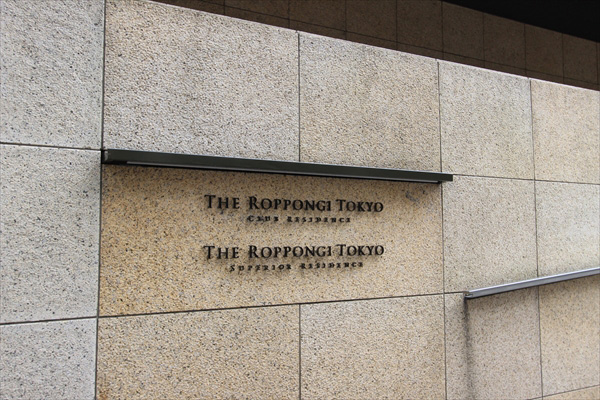 THE ROPPONGI TOKYO
CLUB RESIDENCE
THE ROPPONGI TOKYO
SUPERIOR RESIDENCE